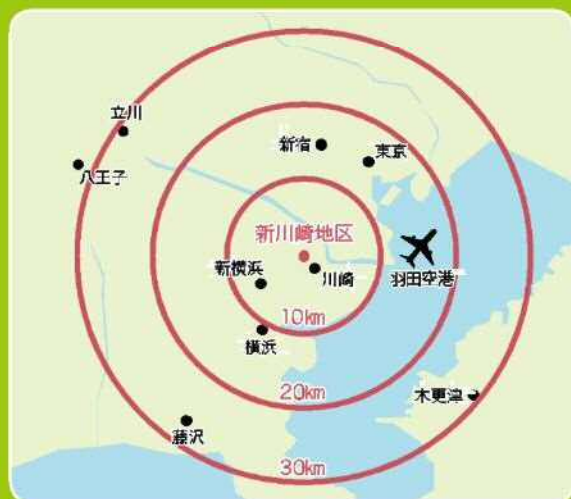 立川
新宿
東京
八王子
新川崎地区
新横浜
川崎
羽田空港
10km
横浜
20km
木更津
藤沢
30km